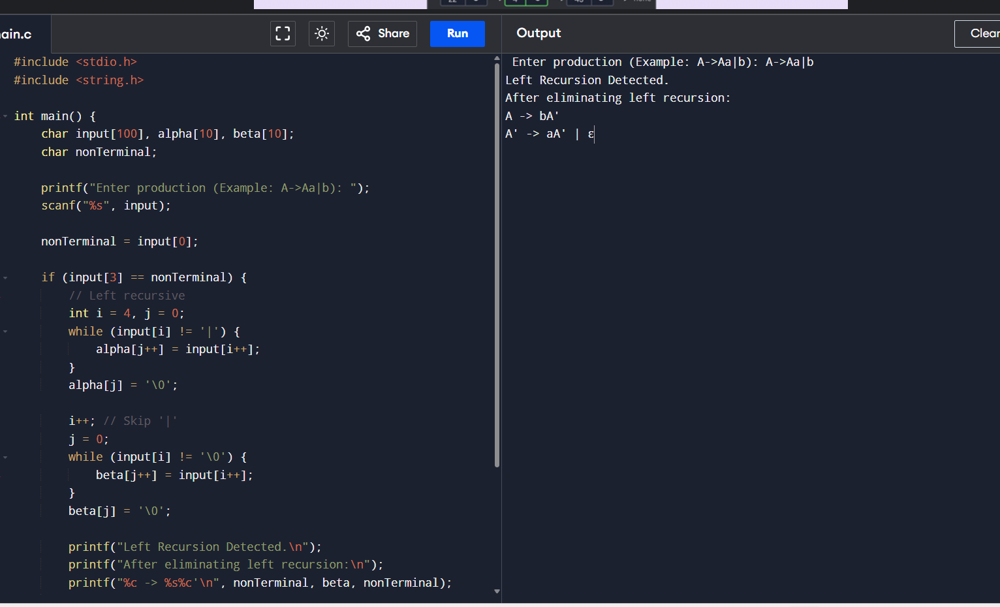 main.c
Share
Run
Output
Clear
#include <stdio.h>
#include <string.h>
int main() {
char input[100], alpha[10], beta[10];
char nonTerminal;
printf("Enter production (Example: A->Aa|b): ");
scanf("%s", input);
nonTerminal = input[0];
if (input[3] == nonTerminal) {
// Left recursive
int i = 4, j = 0;
while (input[i] != '|') {
alpha[j++] = input[i++];
}
alpha[j] = '\0';
i++; // Skip '|'
j = 0;
while (input[i] != '\0') {
beta[j++] = input[i++];
}
beta[j] = '\0';
printf("Left Recursion Detected.\n");
printf("After eliminating left recursion:\n");
printf("%c -> %s%c'\n", nonTerminal, beta, nonTerminal);
Enter production (Example: A->Aa|b): A->Aa|b
Left Recursion Detected.
After eliminating left recursion:
A -> bA'
A' -> aA' | ε